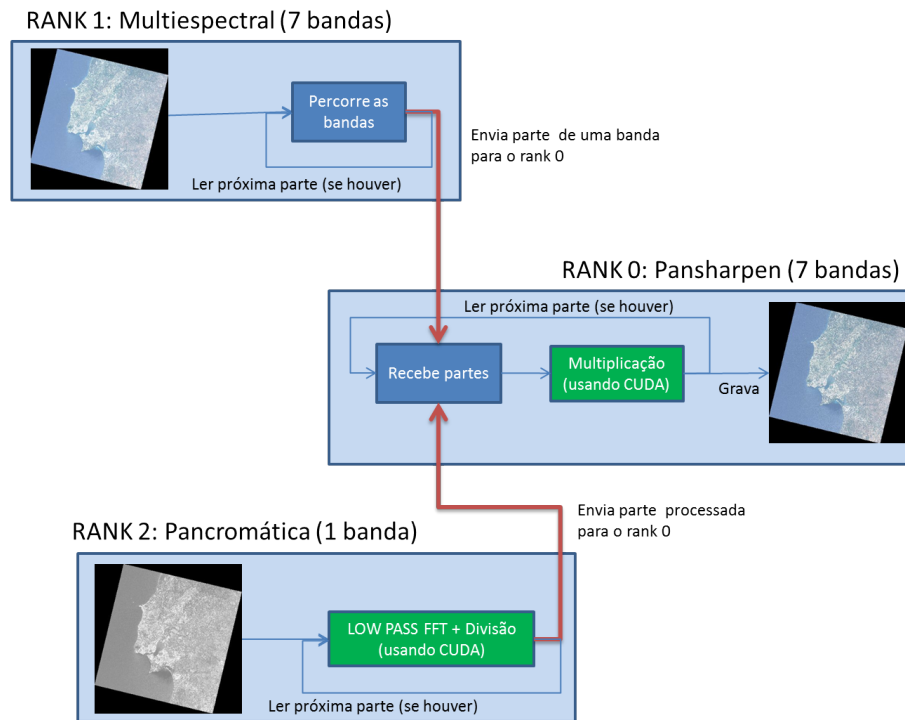 RANK 1: Multiespectral (7 bandas)
Percorre as
bandas
Ler próxima parte (se houver)
Envia parte de uma banda
para o rank 0
RANK 0: Pansharpen (7 bandas)
Ler próxima parte (se houver)
Recebe partes
Multiplicação
(usando CUDA)
Grava
Envia parte processada
para o rank 0
RANK 2: Pancromática (1 banda)
LOW PASS FFT + Divisão
(usando CUDA)
Ler próxima parte (se houver)